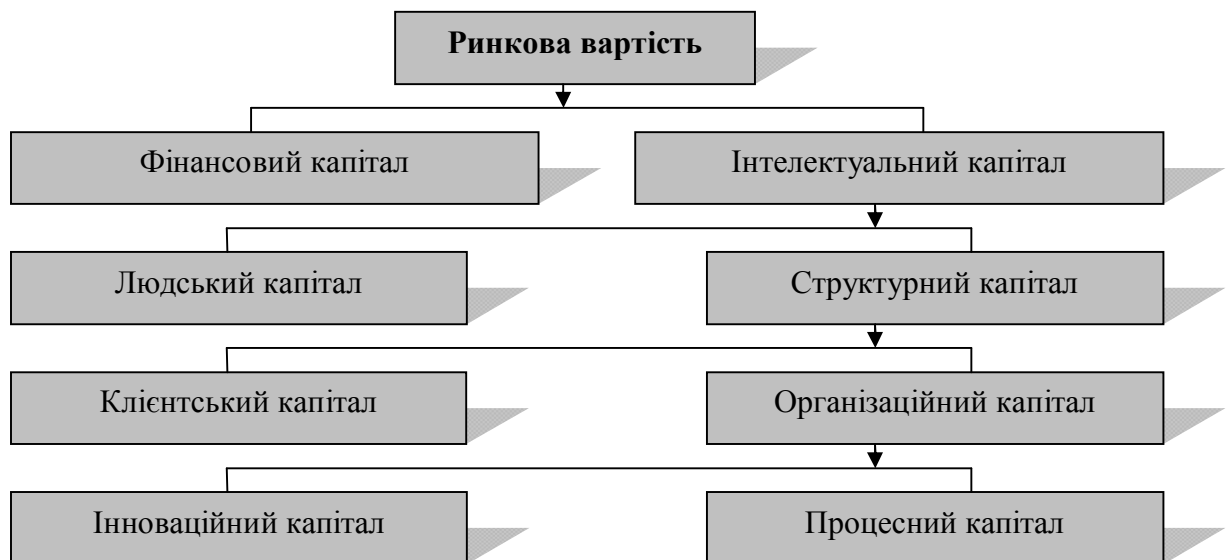 Ринкова вартість
Фінансовий капітал
Інтелектуальний капітал
Людський капітал
Структурний капітал
Клієнтський капітал
Організаційний капітал
Інноваційний капітал
Процесний капітал